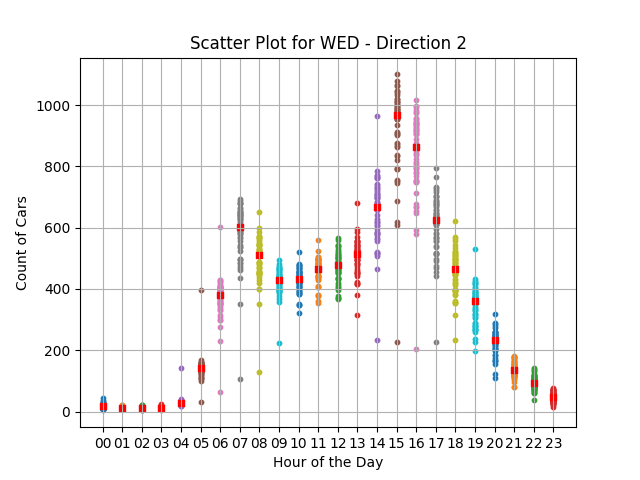 Scatter Plot for WED - Direction 2
Count of Cars
1000
800
600
400
200
0
00 01 02 03 04 05 06 07 08 09 10 11 12 13 14 15 16 17 18 19 20 21 22 23
Hour of the Day